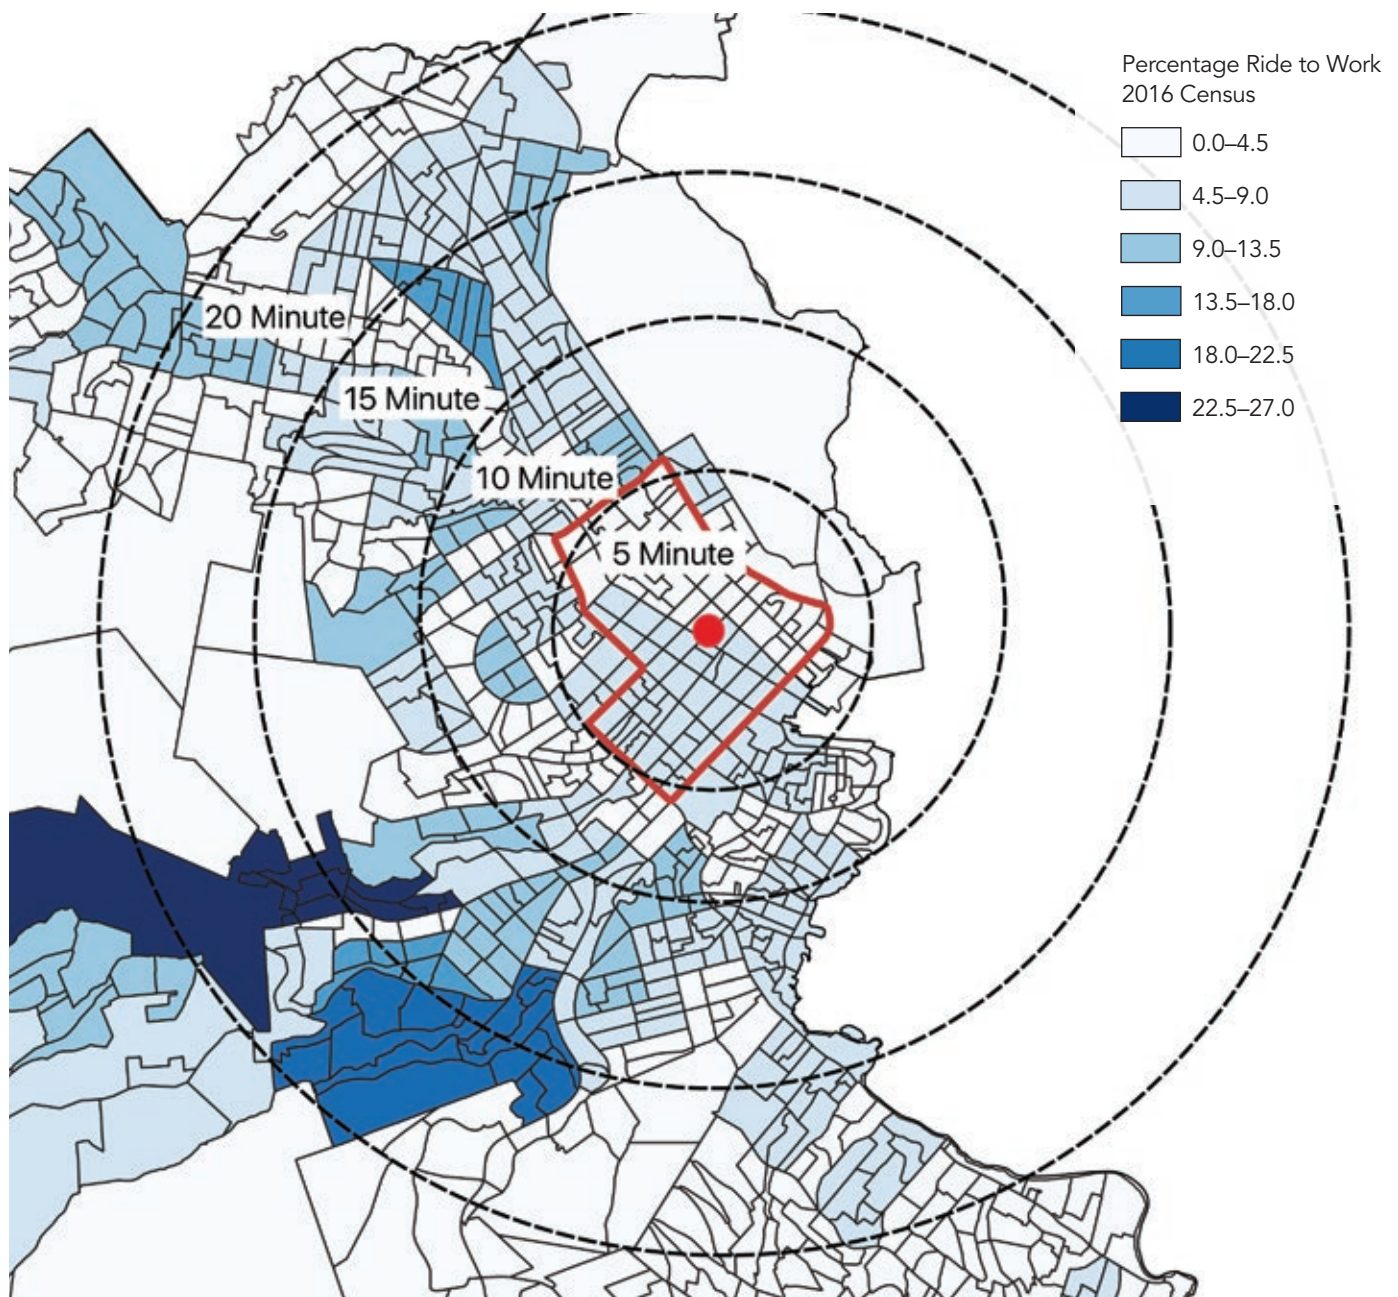 Percentage Ride to Work
2016 Census
0.0–4.5
4.5–9.0
9.0–13.5
13.5–18.0
18.0–22.5
22.5–27.0
20 Minute
15 Minute
10 Minute
5 Minute